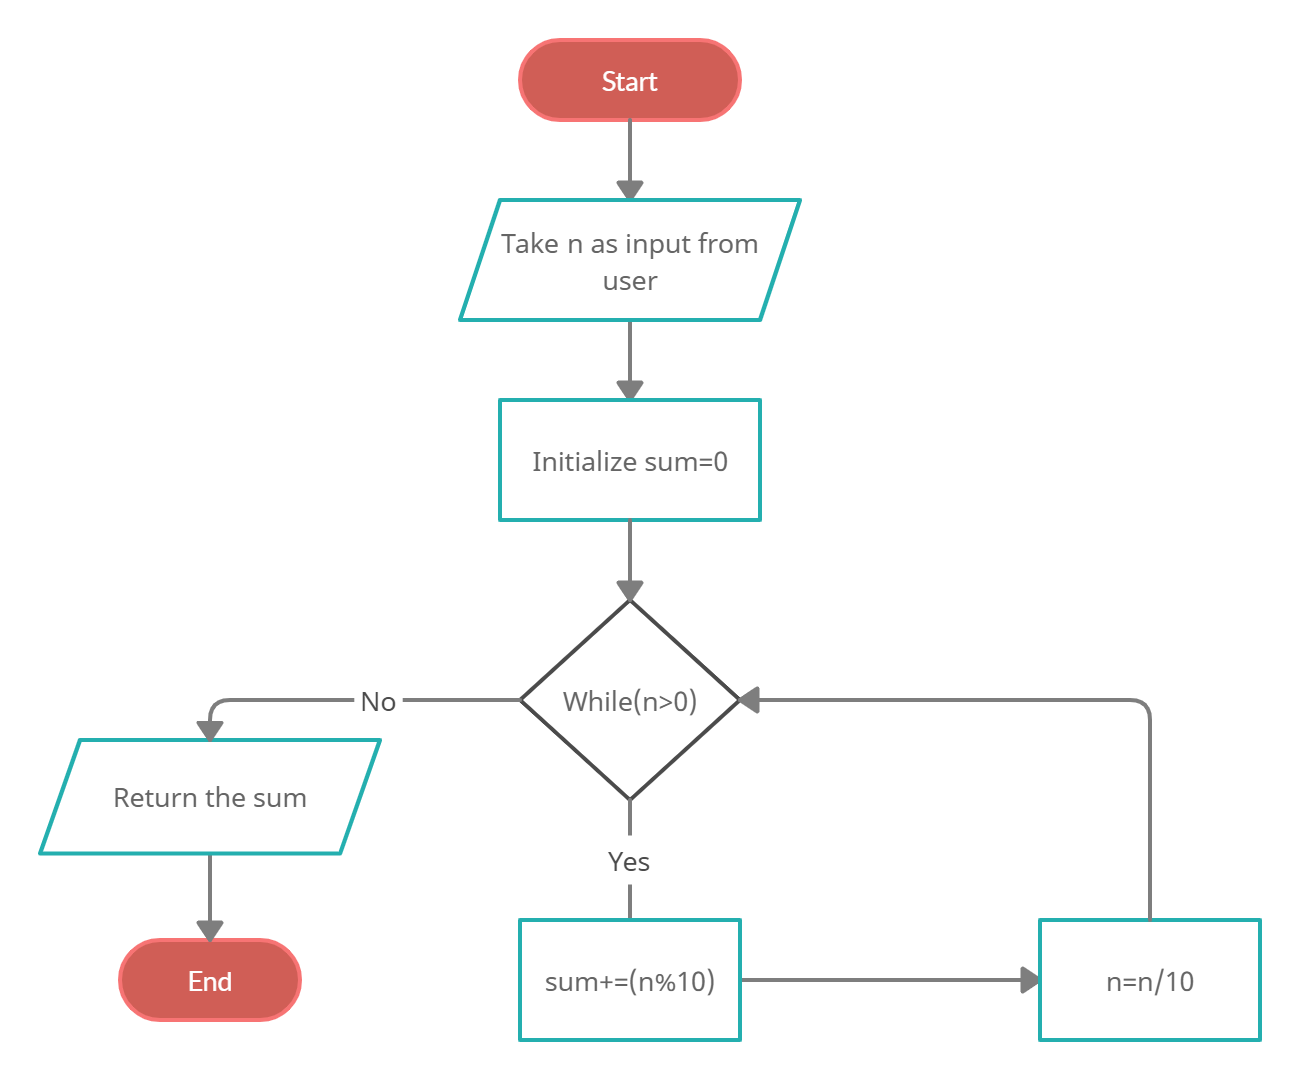 Start
Take n as input from
user
Initialize sum=0
While(n>0)
No
Return the sum
Yes
End
sum+=(n%10)
n=n/10